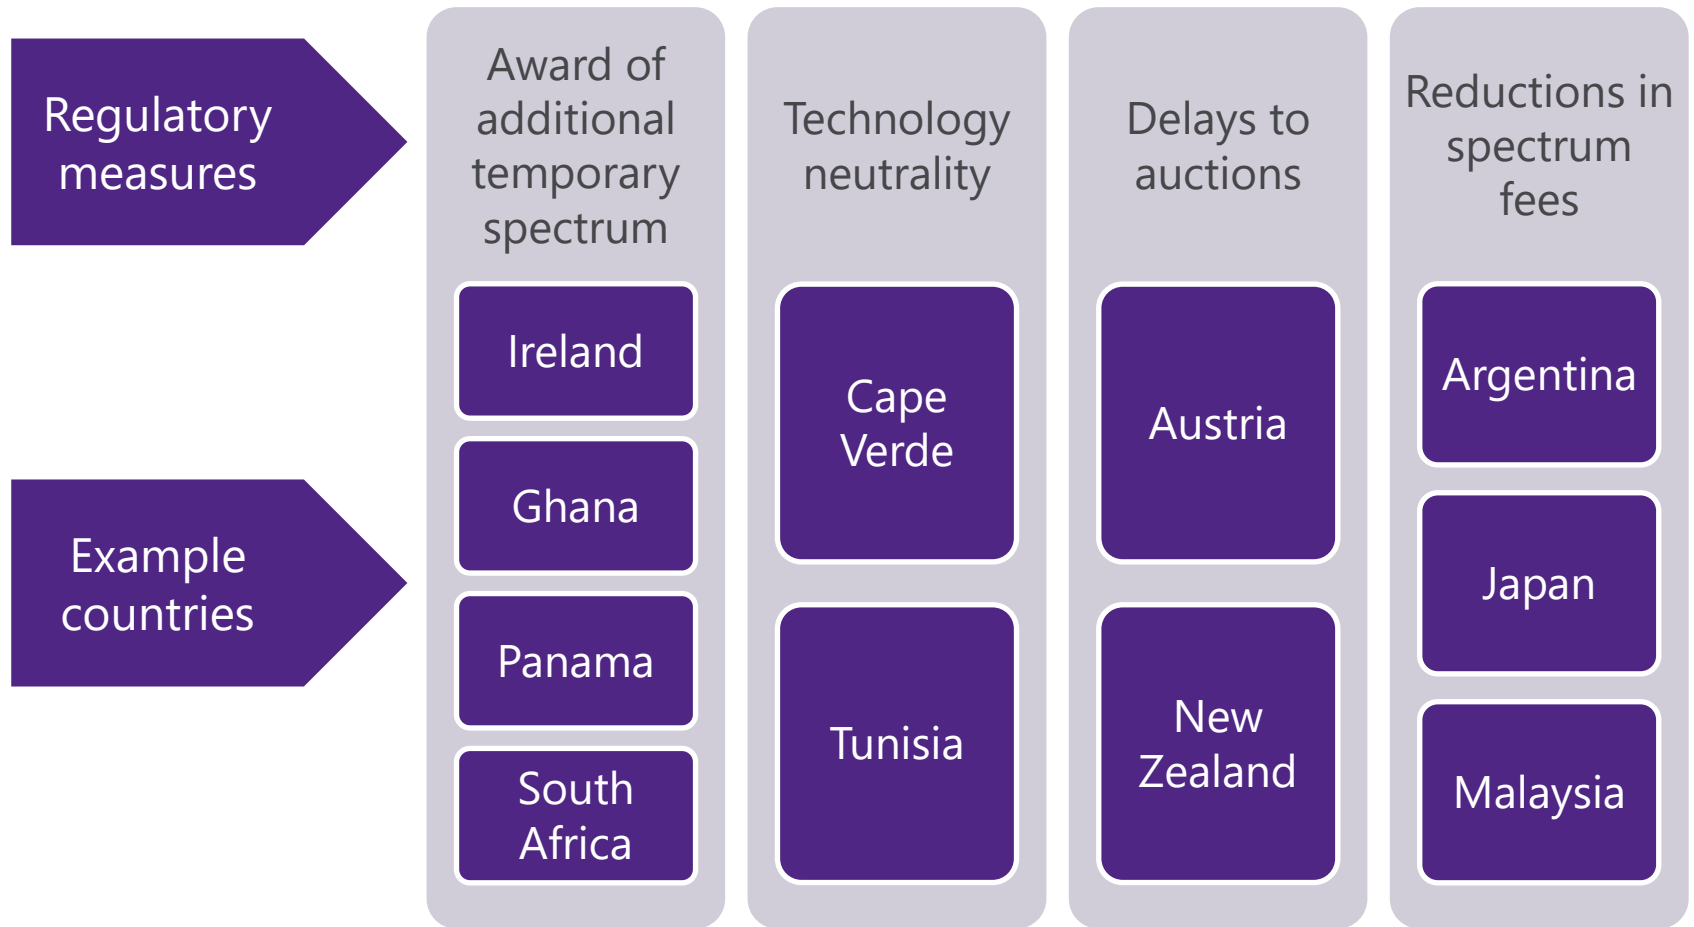 Regulatory
measures
Award of
additional
temporary
spectrum
Technology
neutrality
Delays to
auctions
Reductions in
spectrum
fees
Example
countries
Ireland
Ghana
Panama
South
Africa
Cape
Verde
Tunisia
Austria
New
Zealand
Argentina
Japan
Malaysia